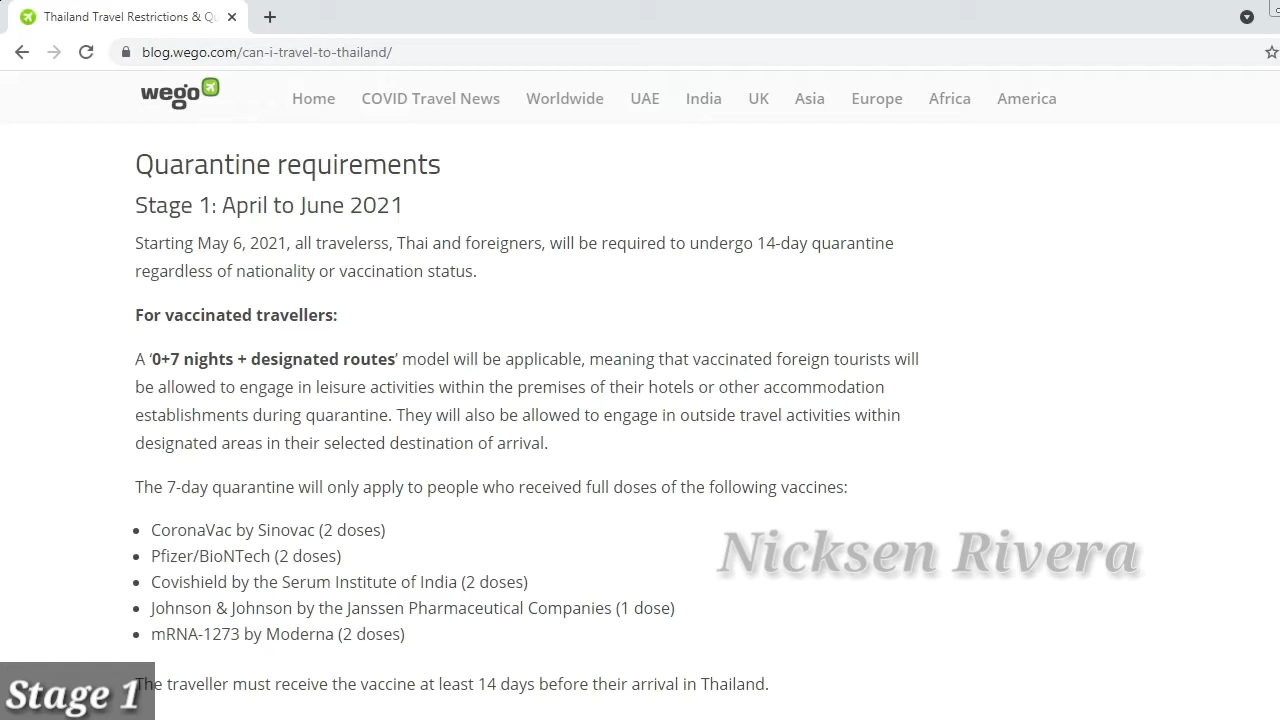 Thailand Travel Restrictions & Qu
blog.wego.com/can-i-travel-to-thailand/
wego
Home COVID Travel News Worldwide UAE India UK Asia Europe Africa America
Quarantine requirements
Stage 1: April to June 2021
Starting May 6, 2021, all travelerss, Thai and foreigners, will be required to undergo 14-day quarantine
regardless of nationality or vaccination status.
For vaccinated travellers:
A ‘0+7 nights + designated routes’ model will be applicable, meaning that vaccinated foreign tourists will
be allowed to engage in leisure activities within the premises of their hotels or other accommodation
establishments during quarantine. They will also be allowed to engage in outside travel activities within
designated areas in their selected destination of arrival.
The 7-day quarantine will only apply to people who received full doses of the following vaccines:
• CoronaVac by Sinovac (2 doses)
• Pfizer/BioNTech (2 doses)
• Covishield by the Serum Institute of India (2 doses)
• Johnson & Johnson by the Janssen Pharmaceutical Companies (1 dose)
• mRNA-1273 by Moderna (2 doses)
Nicksen Rivera
The traveller must receive the vaccine at least 14 days before their arrival in Thailand.
Stage 1